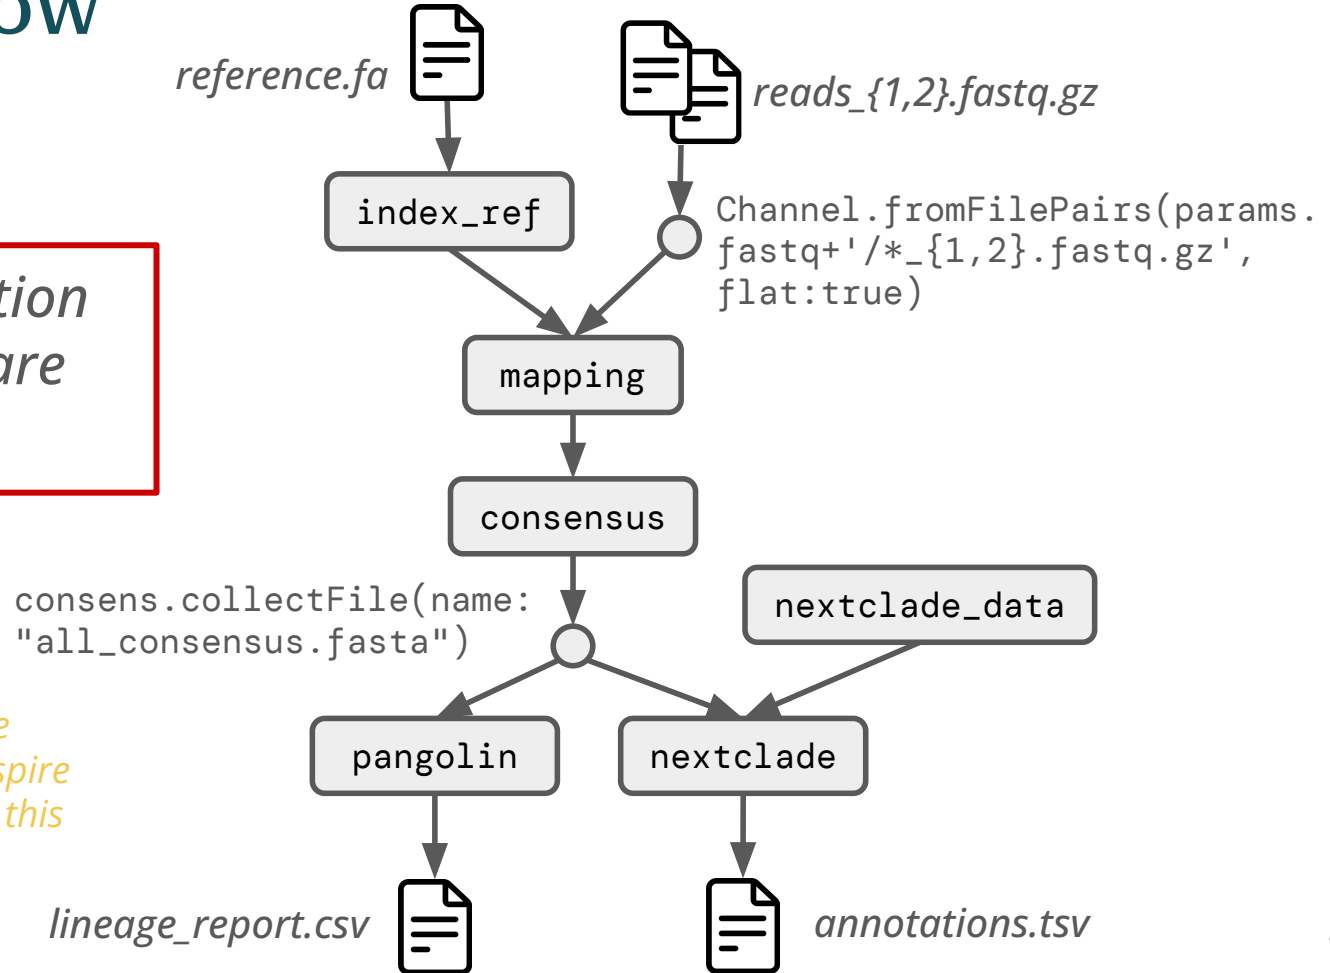 ow
reference.fa
reads_{1,2}.fastq.gz
index_ref
Channel.fromFilePairs(params.
fastq+'/*_{1,2}.fastq.gz',
flat:true)
tion
are
mapping
consensus
consens.collectFile(name:
"all_consensus.fasta")
nextclade_data
e
spire
this
pangolin
nextclade
lineage_report.csv
annotations.tsv